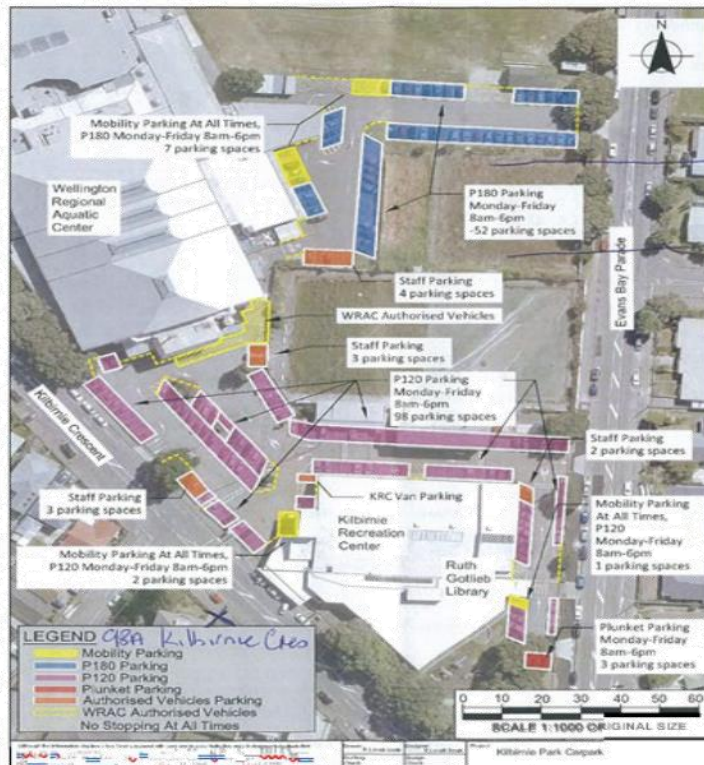 N
Mobility Parking At All Times,
P180 Monday-Friday 8am-6pm
7 parking spaces
Wellington
Regional
Aquatic
Center
P180 Parking
Monday-Friday
8am-6pm
-52 parking spaces
Evans Bay Parade
Staff Parking
4 parking spaces
WRAC Authorised Vehicles
Staff Parking
3 parking spaces
P120 Parking
Monday-Friday
8am-6pm
98 parking spaces
Kilbirnie Crescent
Staff Parking
2 parking spaces
Staff Parking
3 parking spaces
KRC Van Parking
Kilbirnie
Recreation
Center
Mobility Parking
At All Times,
P120
Monday-Friday
8am-6pm
1 parking spaces
Mobility Parking At All Times,
P120 Monday-Friday 8am-6pm
2 parking spaces
Ruth
Gotlieb
Library
Plunket Parking
Monday-Friday
8am-6pm
3 parking spaces
LEGEND 98A Kilbirnie Cres
Mobility Parking
P180 Parking
P120 Parking
Plunket Parking
Authorised Vehicles Parking
WRAC Authorised Vehicles
No Stopping At All Times
0 10 20 30 40 50 60
SCALE 1:1000 OF ORIGINAL SIZE
Kilbirnie Park Carpark